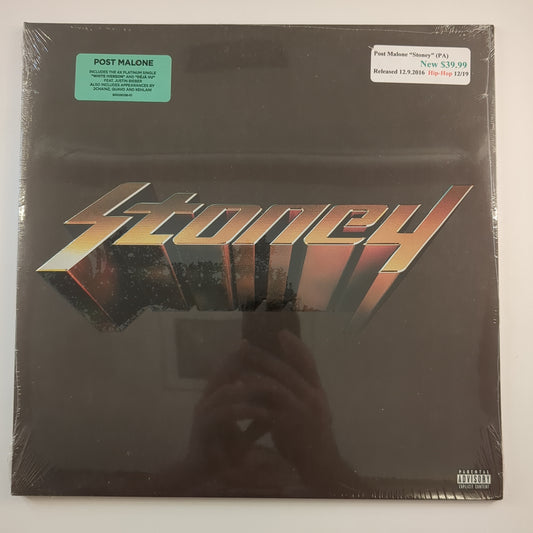 POST MALONE
INCLUDES THE 4X PLATINUM SINGLE
"WHITE IVERSON" AND "DÉJÀ VU"
FEAT. JUSTIN BIEBER
ALSO INCLUDES APPEARANCES BY
2CHAINZ, QUAVO AND KEHLANI
Post Malone "Stoney" (PA)
New $39.99
Released 12.9.2016 Hip-Hop 12/19
Stoney
PARENTAL
ADVISORY
EXPLICIT CONTENT